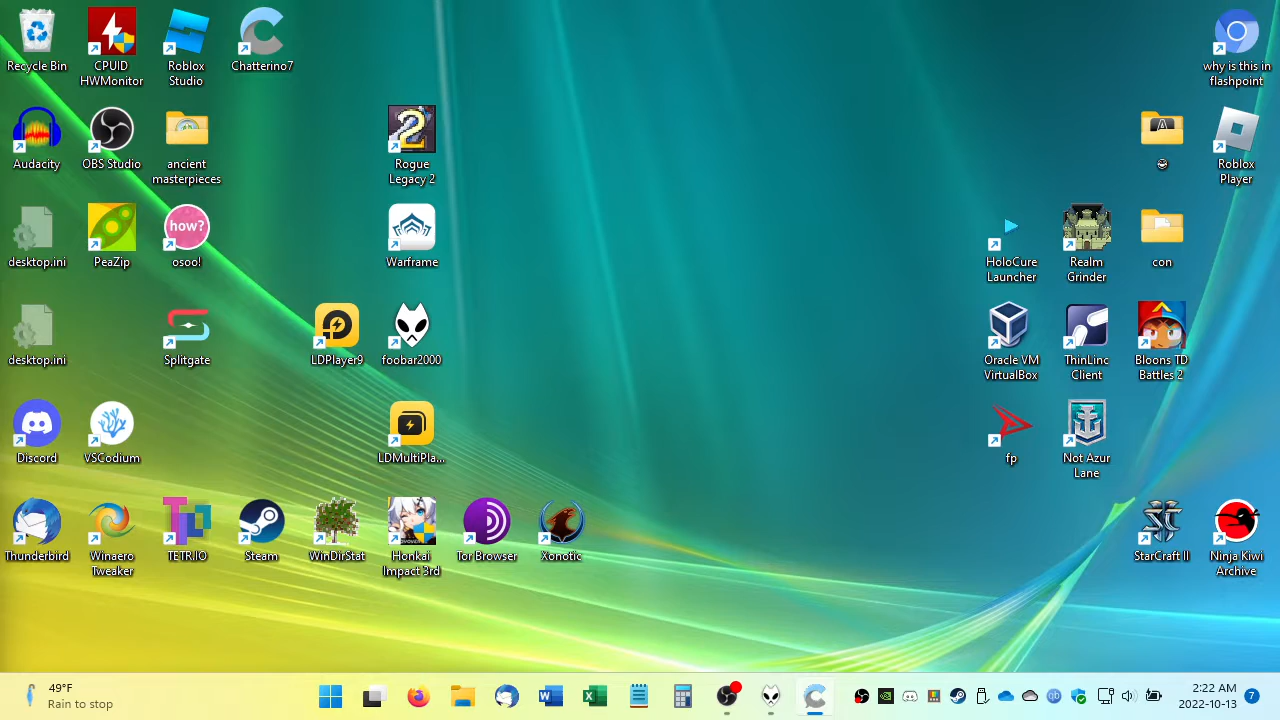 Recycle Bin
CPUID
HWMonitor
Roblox
Studio
Chatterino7
why is this in
flashpoint
Audacity
OBS Studio
ancient
masterpieces
2
Rogue
Legacy 2
Roblox
Player
desktop.ini
PeaZip
how?
osoo!
Warframe
HoloCure
Launcher
Realm
Grinder
con
desktop.ini
Splitgate
LDPlayer9
foobar2000
Oracle VM
VirtualBox
ThinLinc
Client
Bloons TD
Battles 2
Discord
VSCodium
LDMultiPla...
fp
Not Azur
Lane
Thunderbird
Winaero
Tweaker
TETR.IO
Steam
WinDirStat
Honkai
Impact 3rd
Tor Browser
Xonotic
StarCraft II
Ninja Kiwi
Archive
49°F
Rain to stop
W
X
qb
2:22 AM
2022-10-13
7